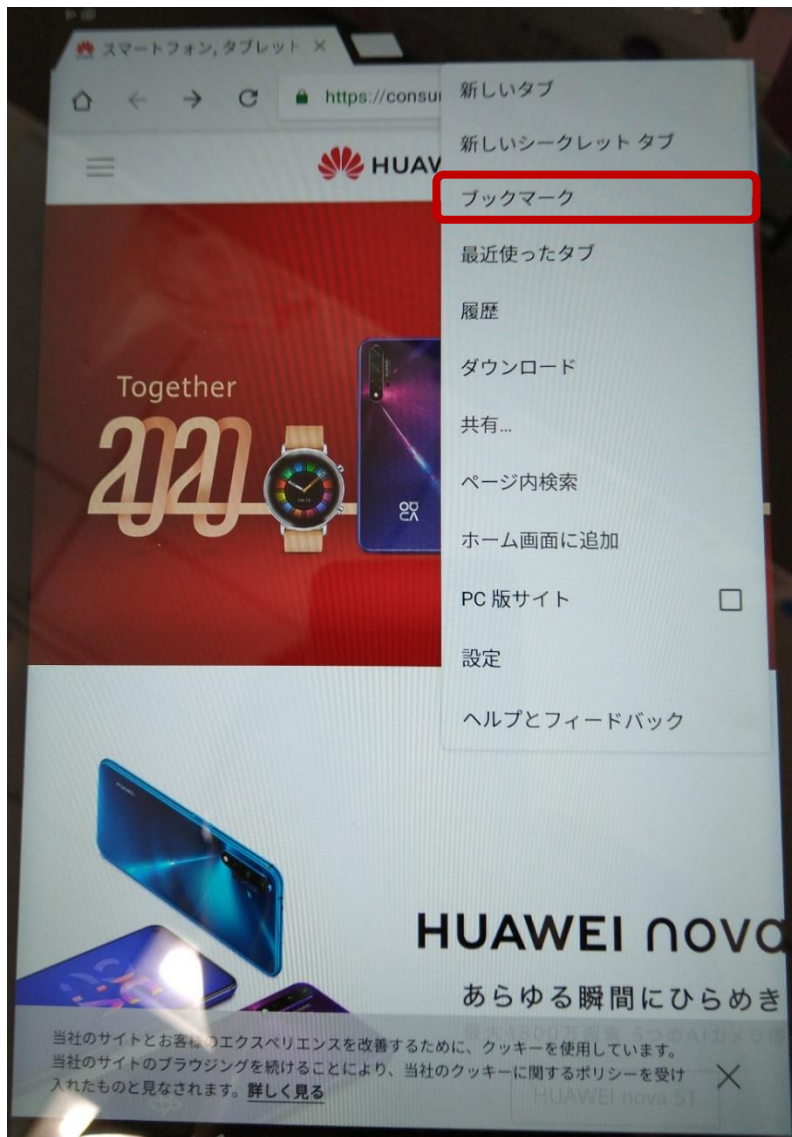 スマートフォン, タブレット ×
https://consu
新しいタブ
新しいシークレット タブ
ブックマーク
最近使ったタブ
履歴
ダウンロード
共有...
ページ内検索
ホーム画面に追加
PC 版サイト
設定
ヘルプとフィードバック
HUAW
Together
2020
HUAWEI nova
あらゆる瞬間にひらめき
当社のサイトとお客様のエクスペリエンスを改善するために、クッキーを使用しています。
当社のサイトのブラウジングを続けることにより、当社のクッキーに関するポリシーを受け
入れたものと見なされます。詳しく見る
HUAWEI nova 5T